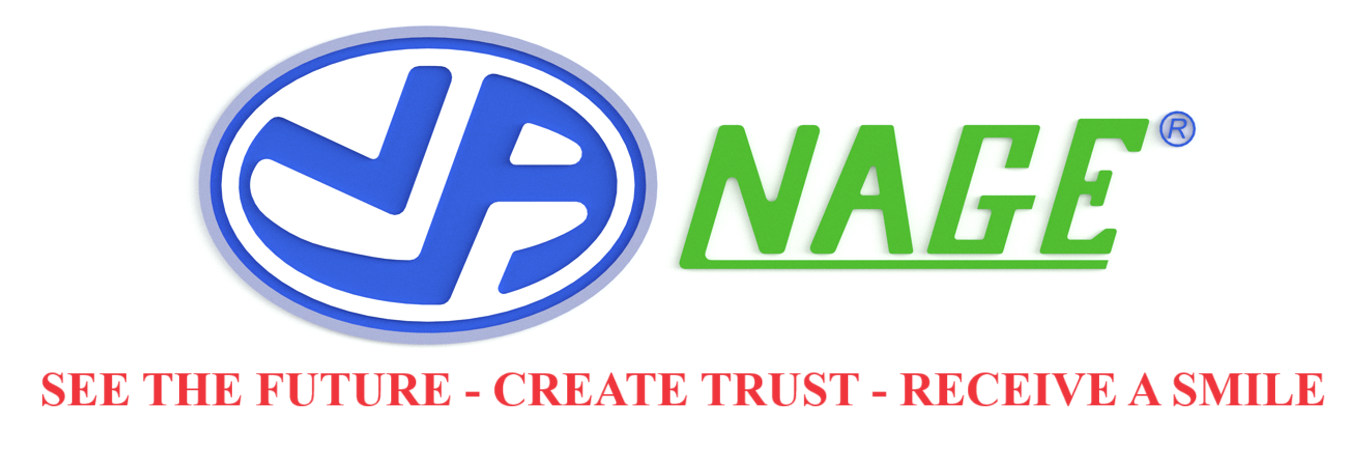 NAGE ®
SEE THE FUTURE - CREATE TRUST - RECEIVE A SMILE